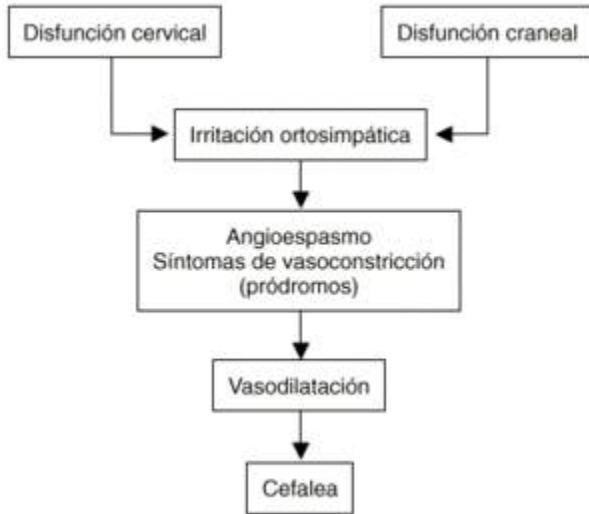 Disfunción cervical
Disfunción craneal
Irritación ortosimpática
Angioespasmo
Síntomas de vasoconstricción
(pródromos)
Vasodilatación
Cefalea